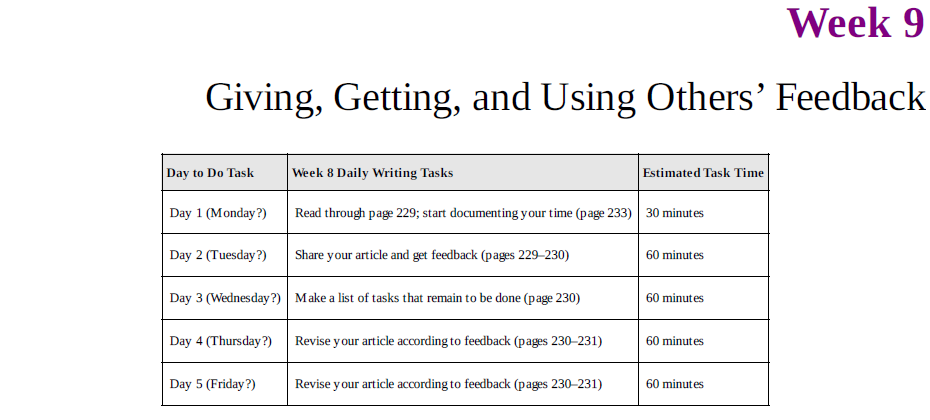 Week 9
Giving, Getting, and Using Others’ Feedback
Day to Do Task Week 8 Daily Writing Tasks Estimated Task Time
Day 1 (Monday?) Read through page 229; start documenting your time (page 233) 30 minutes
Day 2 (Tuesday?) Share your article and get feedback (pages 229–230) 60 minutes
Day 3 (Wednesday?) Make a list of tasks that remain to be done (page 230) 60 minutes
Day 4 (Thursday?) Revise your article according to feedback (pages 230–231) 60 minutes
Day 5 (Friday?) Revise your article according to feedback (pages 230–231) 60 minutes